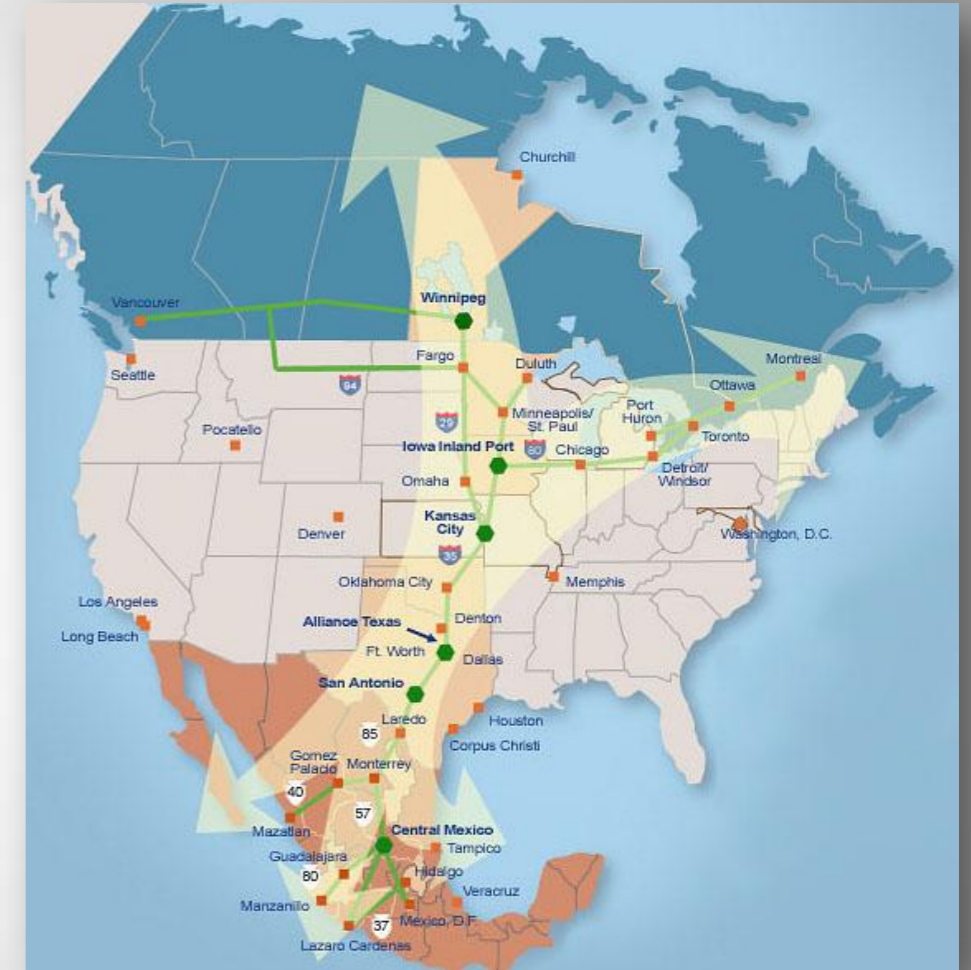 Churchill
Vancouver
Winnipeg
Seattle
Fargo
Duluth
Montreal
94
Ottawa
Port
Huron
29
Minneapolis/
St. Paul
Pocatello
Toronto
Iowa Inland Port
80
Chicago
Detroit/
Windsor
Omaha
Kansas
City
Denver
Washington, D.C.
35
Oklahoma City
Memphis
Los Angeles
Long Beach
Alliance Texas
Denton
Ft. Worth
Dallas
San Antonio
Laredo
Houston
85
Corpus Christi
Gomez
Palacio
Monterrey
40
57
Mazatlan
Central Mexico
Tampico
Guadalajara
80
Hidalgo
Veracruz
Manzanillo
Mexico, D.F.
37
Lazaro Cardenas